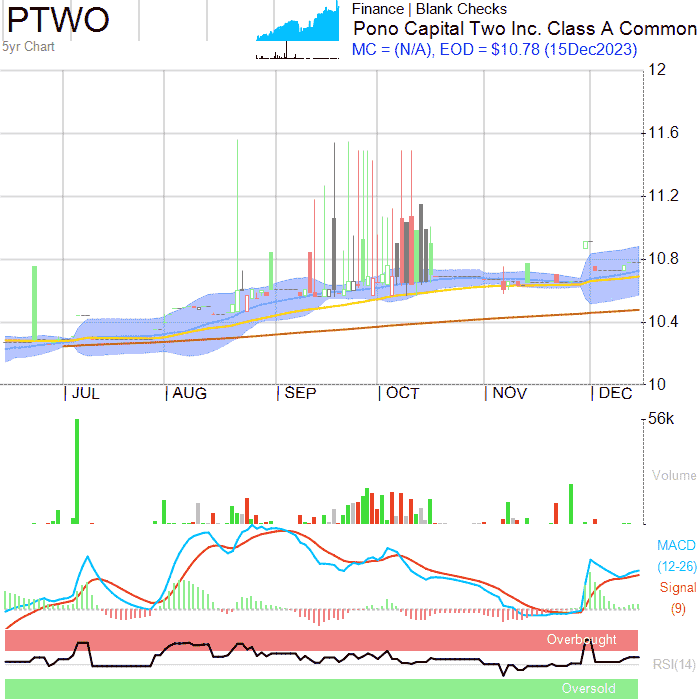 PTWO
Finance | Blank Checks
Pono Capital Two Inc. Class A Common
5yr Chart
MC = (N/A), EOD = $10.78 (15Dec2023)
12
11.6
11.2
10.8
10.4
10
JUL
AUG
SEP
OCT
NOV
DEC
56k
Volume
MACD
(12-26)
Signal
(9)
Overbought
RSI(14)
Oversold